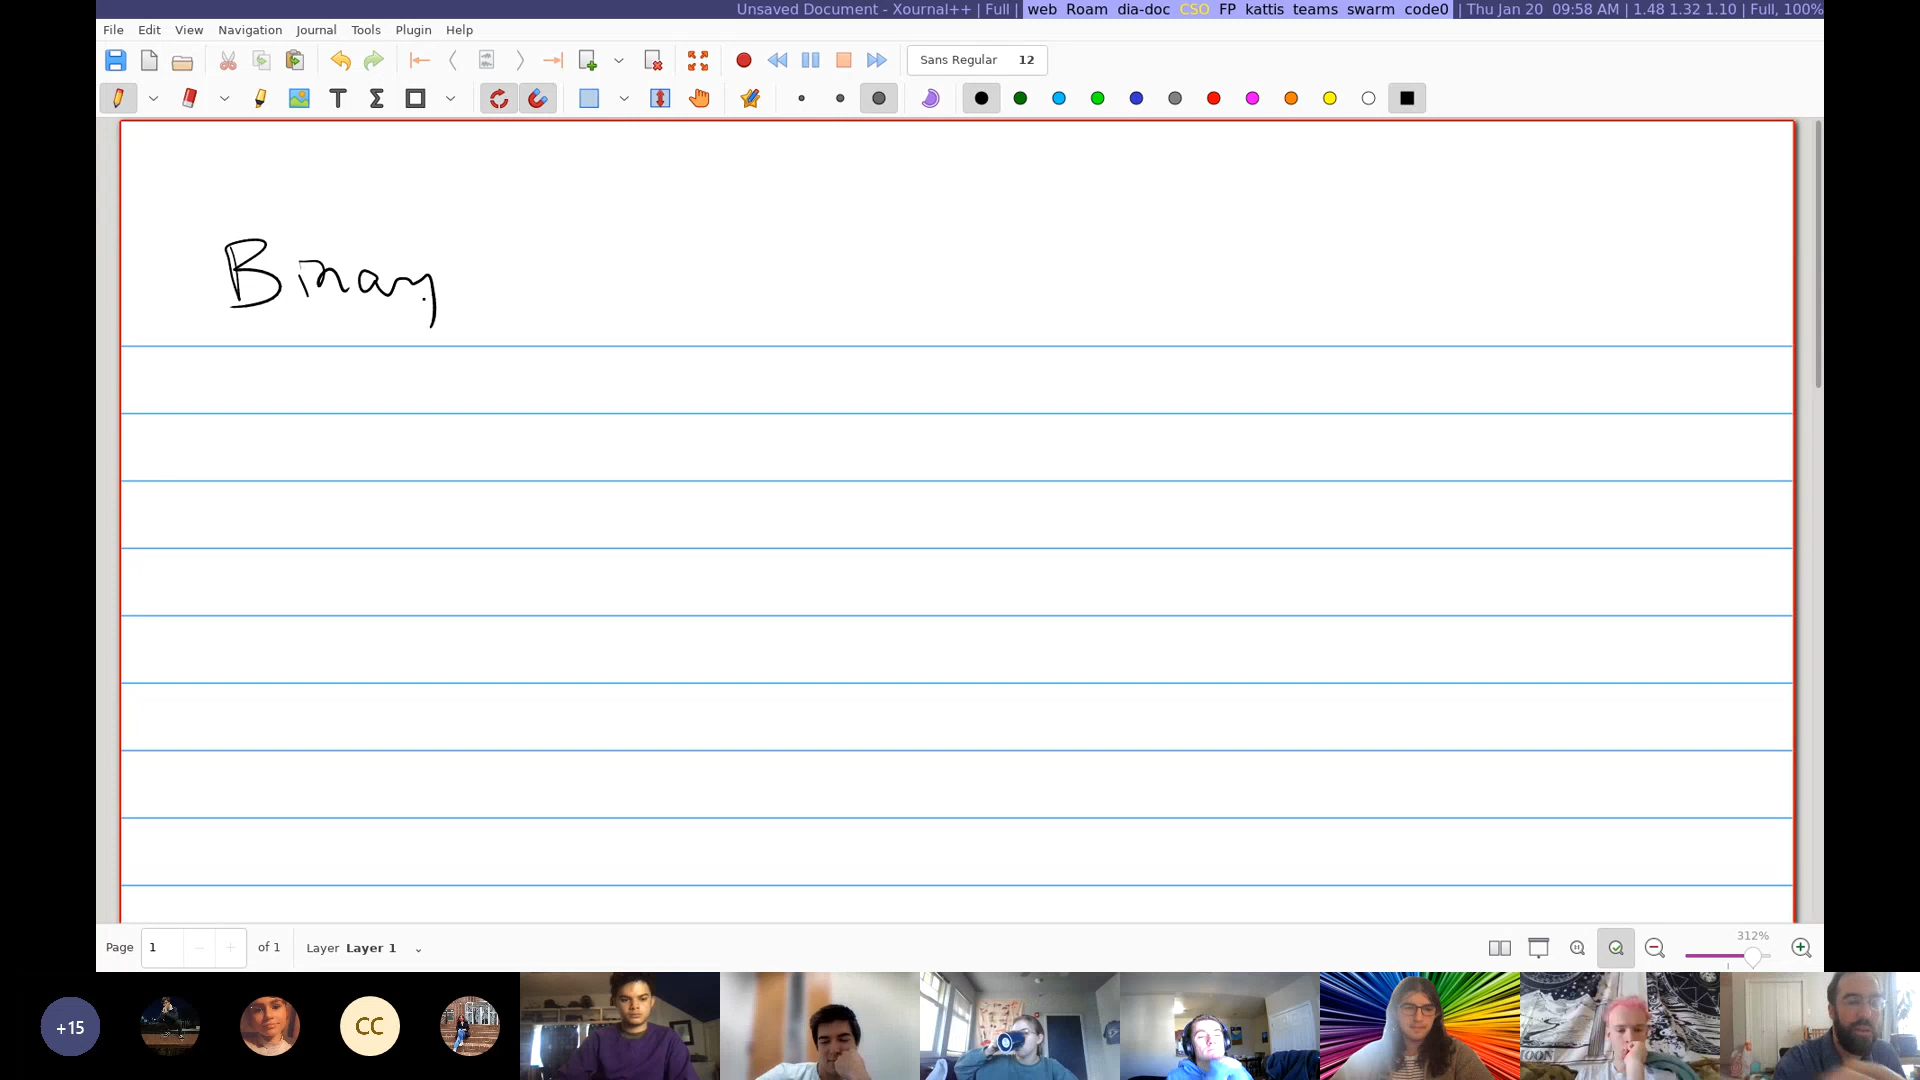 Unsaved Document - Xournal++ | Full | web Roam dia-doc CSO FP kattis teams swarm code0 | Thu Jan 20 09:58 AM | 1.48 1.32 1.10 | Full, 100%
File Edit View Navigation Journal Tools Plugin Help
Sans Regular 12
Binary
Page 1 of 1 Layer Layer 1 312%
+15 CC